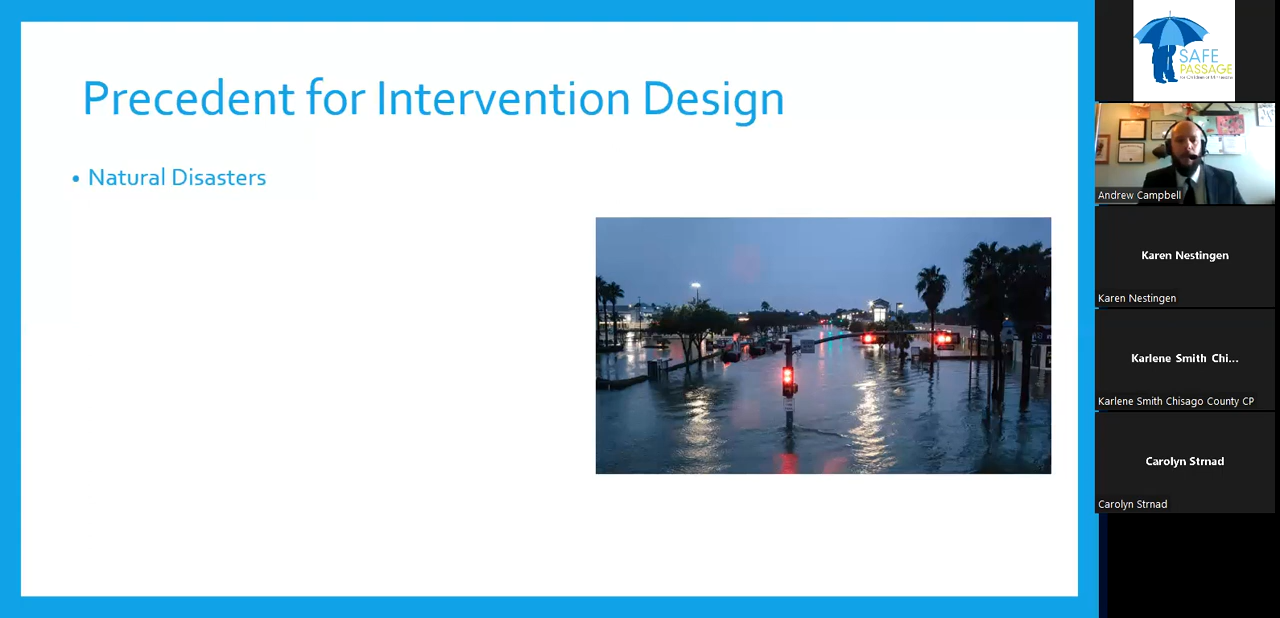 Precedent for Intervention Design
• Natural Disasters
SAFE
PASSAGE
Andrew Campbell
Karen Nestingen
Karen Nestingen
Karlene Smith Chi...
Karlene Smith Chisago County CP
Carolyn Strnad
Carolyn Strnad